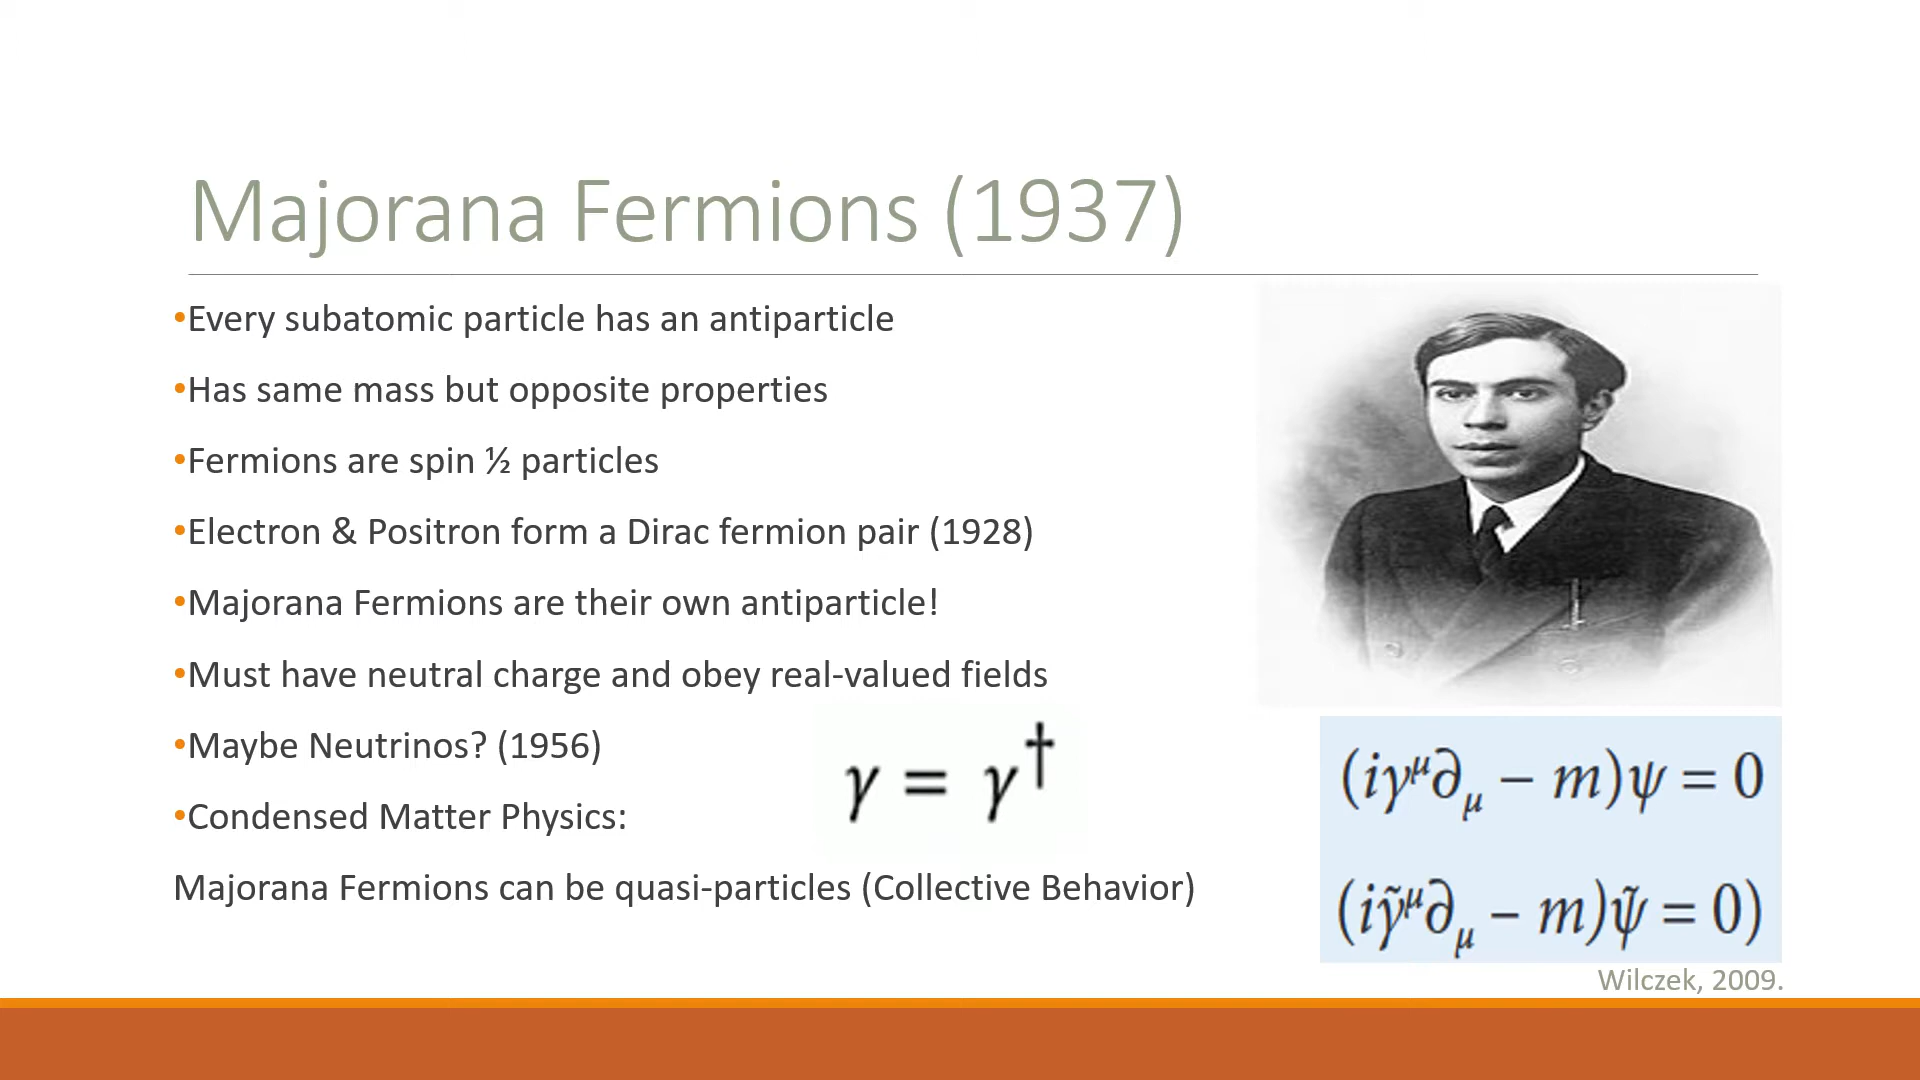 Majorana Fermions (1937)
•Every subatomic particle has an antiparticle
•Has same mass but opposite properties
•Fermions are spin ½ particles
•Electron & Positron form a Dirac fermion pair (1928)
•Majorana Fermions are their own antiparticle!
•Must have neutral charge and obey real-valued fields
•Maybe Neutrinos? (1956)
γ = γ†
•Condensed Matter Physics:
Majorana Fermions can be quasi-particles (Collective Behavior)
(iγ^μ∂_μ − m)ψ = 0
(iγ̃^μ∂_μ − m)ψ̃ = 0)
Wilczek, 2009.